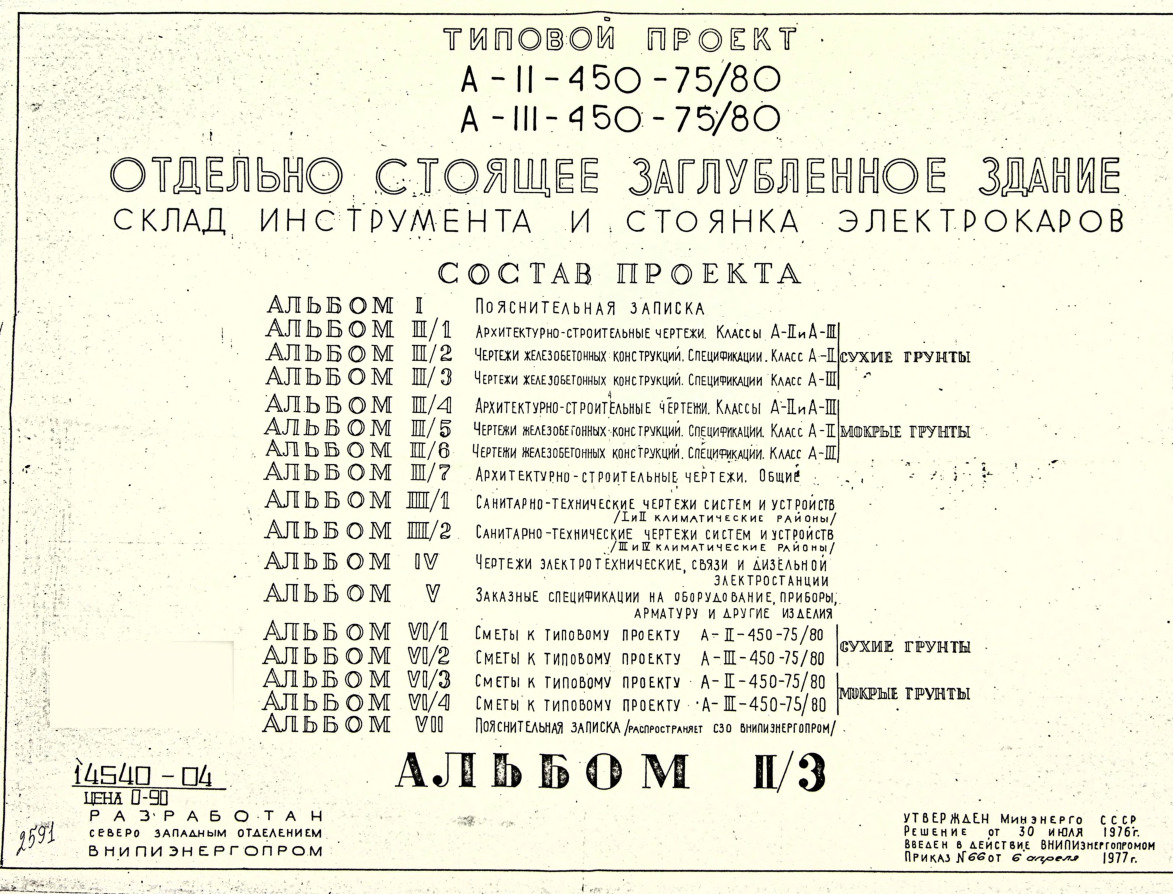 ТИПОВОЙ ПРОЕКТ
А-II-450-75/80
А-III-450-75/80
ОТДЕЛЬНО СТОЯЩЕЕ ЗАГЛУБЛЕННОЕ ЗДАНИЕ
СКЛАД ИНСТРУМЕНТА И СТОЯНКА ЭЛЕКТРОКАРОВ
СОСТАВ ПРОЕКТА
АЛЬБОМ I ПОЯСНИТЕЛЬНАЯ ЗАПИСКА
АЛЬБОМ II/1 АРХИТЕКТУРНО-СТРОИТЕЛЬНЫЕ ЧЕРТЕЖИ. КЛАССЫ А-II и А-III
АЛЬБОМ II/2 ЧЕРТЕЖИ ЖЕЛЕЗОБЕТОННЫХ КОНСТРУКЦИЙ. СПЕЦИФИКАЦИИ. КЛАСС А-II СУХИЕ ГРУНТЫ
АЛЬБОМ II/3 ЧЕРТЕЖИ ЖЕЛЕЗОБЕТОННЫХ КОНСТРУКЦИЙ. СПЕЦИФИКАЦИИ КЛАСС А-III
АЛЬБОМ II/4 АРХИТЕКТУРНО-СТРОИТЕЛЬНЫЕ ЧЕРТЕЖИ. КЛАССЫ А-II и А-III
АЛЬБОМ II/5 ЧЕРТЕЖИ ЖЕЛЕЗОБЕТОННЫХ КОНСТРУКЦИЙ. СПЕЦИФИКАЦИИ. КЛАСС А-II МОКРЫЕ ГРУНТЫ
АЛЬБОМ II/6 ЧЕРТЕЖИ ЖЕЛЕЗОБЕТОННЫХ КОНСТРУКЦИЙ. СПЕЦИФИКАЦИИ. КЛАСС А-III
АЛЬБОМ II/7 АРХИТЕКТУРНО-СТРОИТЕЛЬНЫЕ ЧЕРТЕЖИ. ОБЩИЕ
АЛЬБОМ III/1 САНИТАРНО-ТЕХНИЧЕСКИЕ ЧЕРТЕЖИ СИСТЕМ И УСТРОЙСТВ
/I и II КЛИМАТИЧЕСКИЕ РАЙОНЫ/
АЛЬБОМ III/2 САНИТАРНО-ТЕХНИЧЕСКИЕ ЧЕРТЕЖИ СИСТЕМ И УСТРОЙСТВ
/III и IV КЛИМАТИЧЕСКИЕ РАЙОНЫ/
АЛЬБОМ IV ЧЕРТЕЖИ ЭЛЕКТРОТЕХНИЧЕСКИЕ, СВЯЗИ И ДИЗЕЛЬНОЙ
ЭЛЕКТРОСТАНЦИИ
АЛЬБОМ V ЗАКАЗНЫЕ СПЕЦИФИКАЦИИ НА ОБОРУДОВАНИЕ, ПРИБОРЫ,
АРМАТУРУ И ДРУГИЕ ИЗДЕЛИЯ
АЛЬБОМ VI/1 СМЕТЫ К ТИПОВОМУ ПРОЕКТУ А-II-450-75/80 СУХИЕ ГРУНТЫ
АЛЬБОМ VI/2 СМЕТЫ К ТИПОВОМУ ПРОЕКТУ А-III-450-75/80
АЛЬБОМ VI/3 СМЕТЫ К ТИПОВОМУ ПРОЕКТУ А-II-450-75/80 МОКРЫЕ ГРУНТЫ
АЛЬБОМ VI/4 СМЕТЫ К ТИПОВОМУ ПРОЕКТУ А-III-450-75/80
АЛЬБОМ VII ПОЯСНИТЕЛЬНАЯ ЗАПИСКА /РАСПРОСТРАНЯЕТ СЗО ВНИПИЭНЕРГОПРОМ/
АЛЬБОМ II/3
14540-04
ЦЕНА 0-90
РАЗРАБОТАН
СЕВЕРО ЗАПАДНЫМ ОТДЕЛЕНИЕМ
ВНИПИЭНЕРГОПРОМ
2591
УТВЕРЖДЕН МИНЭНЕРГО СССР
РЕШЕНИЕ ОТ 30 ИЮЛЯ 1976г.
ВВЕДЕН В ДЕЙСТВИЕ ВНИПИЭНЕРГОПРОМОМ
ПРИКАЗ №66 ОТ 6 апреля 1977г.